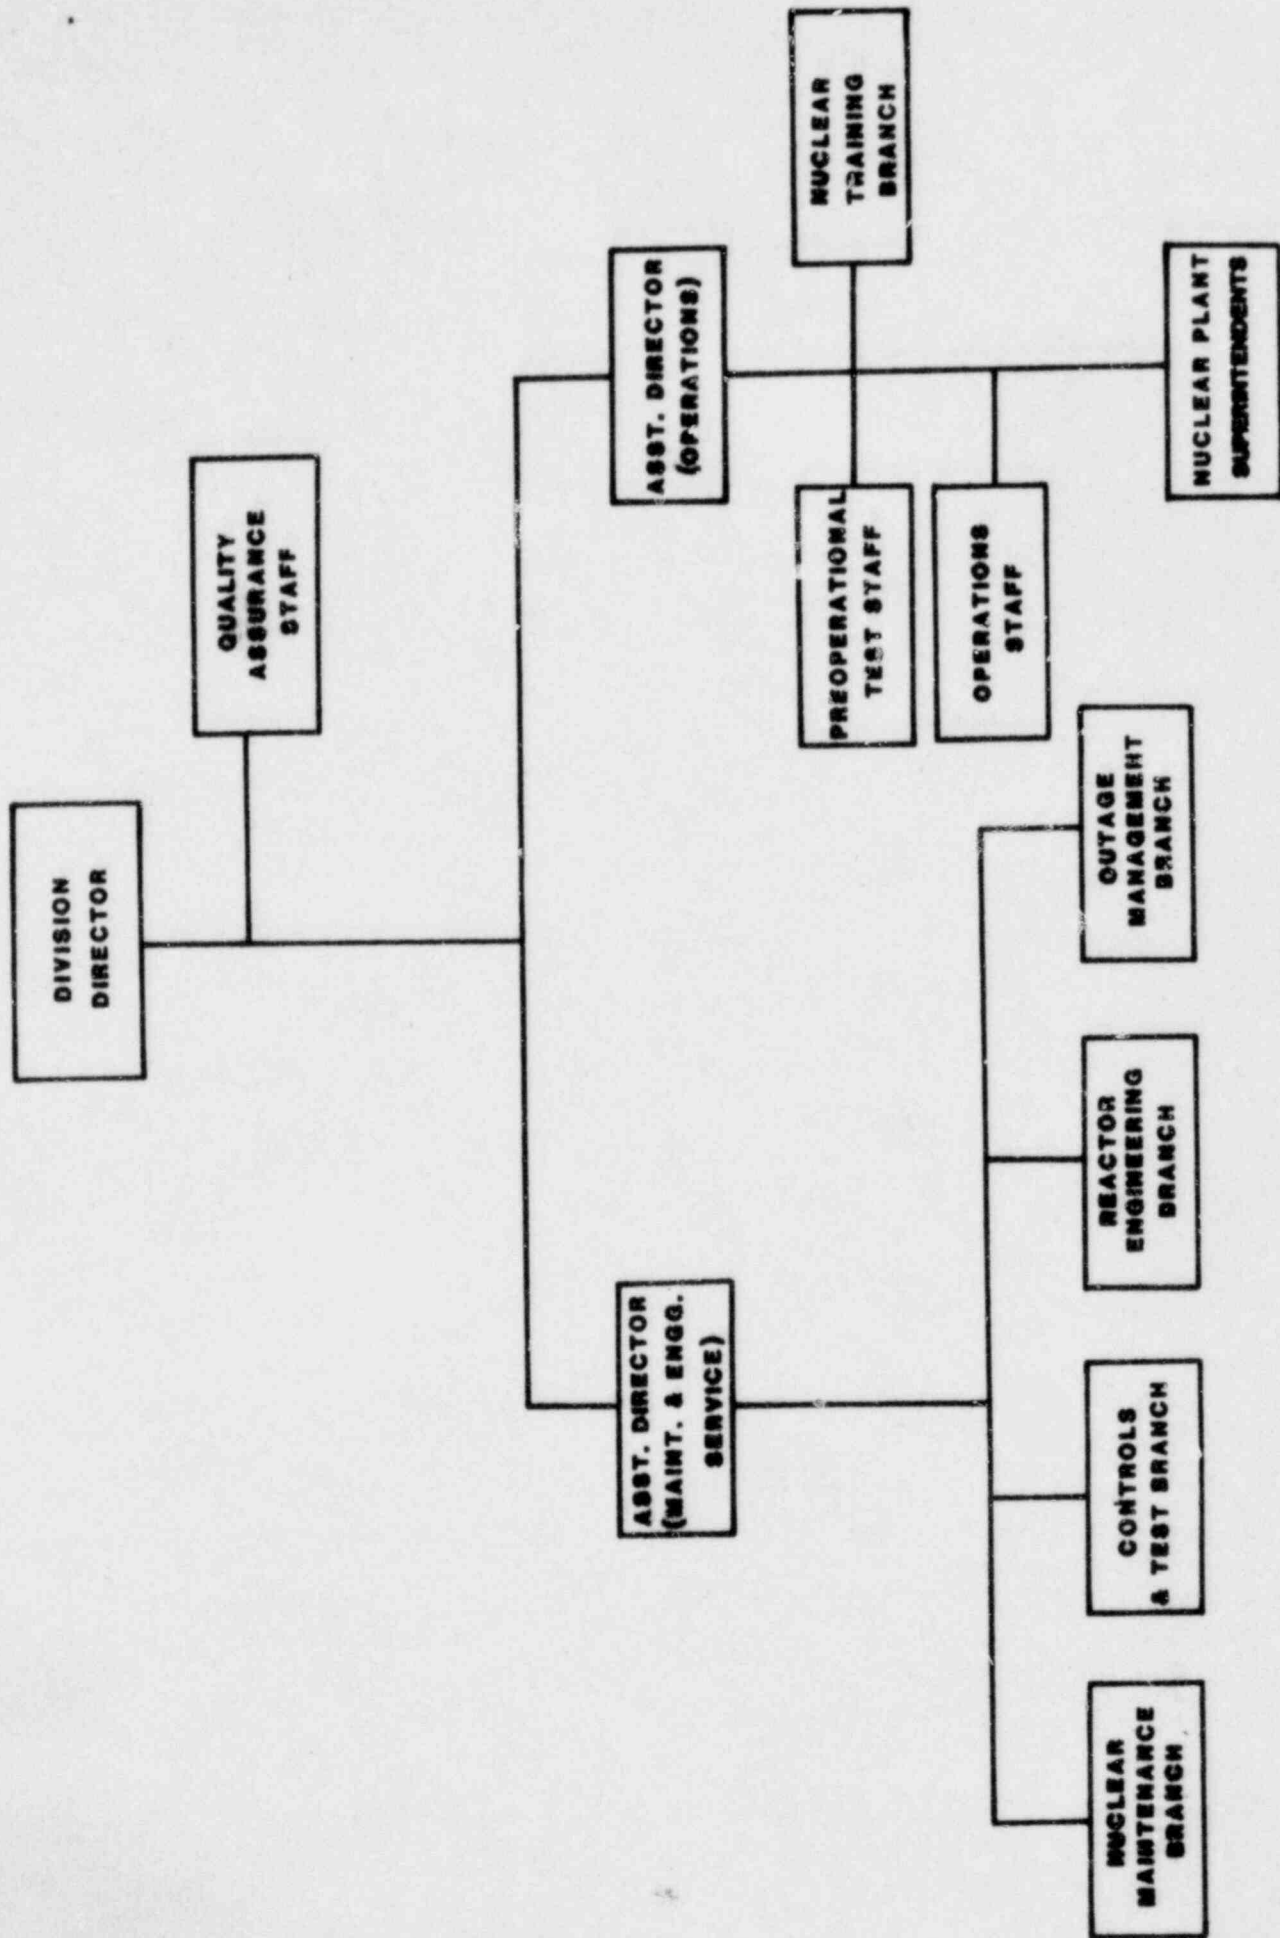 DIVISION
DIRECTOR
QUALITY
ASSURANCE
STAFF
ASST. DIRECTOR
(MAINT. & ENGG.
SERVICE)
ASST. DIRECTOR
(OPERATIONS)
NUCLEAR
TRAINING
BRANCH
PREOPERATIONAL
TEST STAFF
OPERATIONS
STAFF
NUCLEAR PLANT
SUPERINTENDENTS
NUCLEAR
MAINTENANCE
BRANCH
CONTROLS
& TEST BRANCH
REACTOR
ENGINEERING
BRANCH
OUTAGE
MANAGEMENT
BRANCH